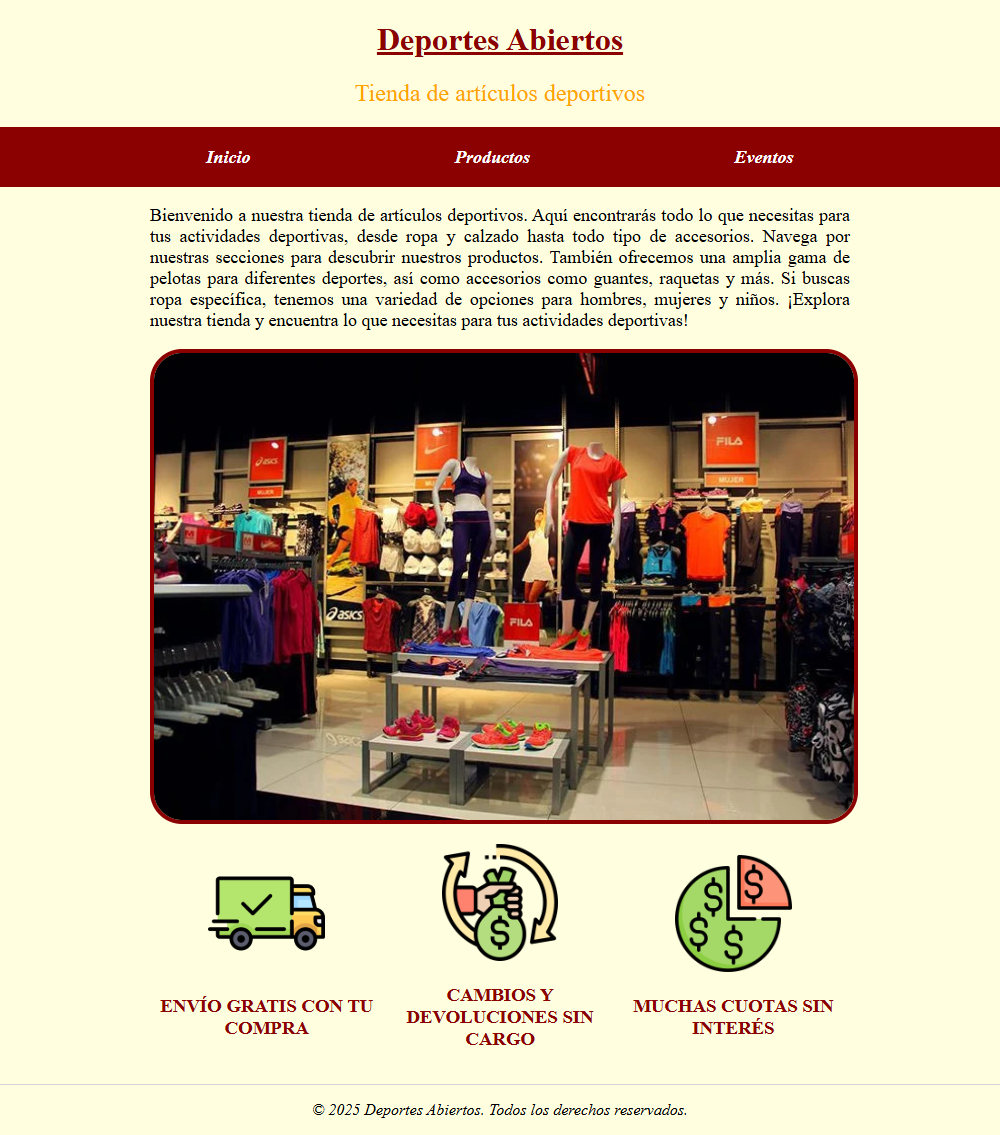 Deportes Abiertos
Tienda de artículos deportivos
Inicio Productos Eventos
Bienvenido a nuestra tienda de artículos deportivos. Aquí encontrarás todo lo que necesitas para
tus actividades deportivas, desde ropa y calzado hasta todo tipo de accesorios. Navega por
nuestras secciones para descubrir nuestros productos. También ofrecemos una amplia gama de
pelotas para diferentes deportes, así como accesorios como guantes, raquetas y más. Si buscas
ropa específica, tenemos una variedad de opciones para hombres, mujeres y niños. ¡Explora
nuestra tienda y encuentra lo que necesitas para tus actividades deportivas!
FILA
asics
MUJER
MUJER
asics
FILA
ENVÍO GRATIS CON TU
COMPRA
CAMBIOS Y
DEVOLUCIONES SIN
CARGO
MUCHAS CUOTAS SIN
INTERÉS
© 2025 Deportes Abiertos. Todos los derechos reservados.